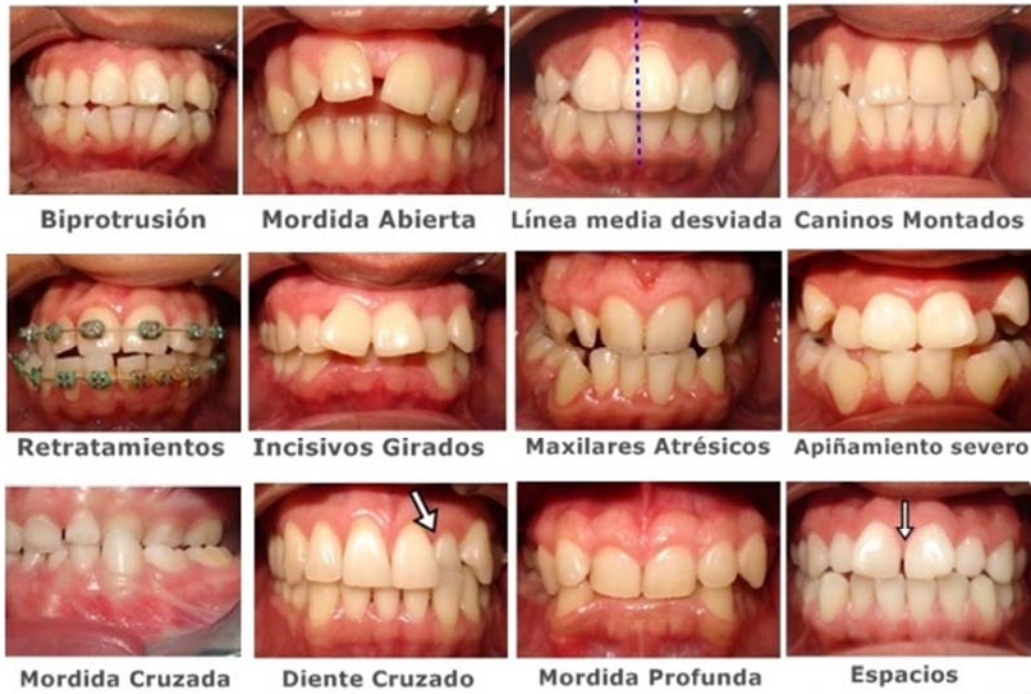 Biprotrusión
Mordida Abierta
Línea media desviada
Caninos Montados
Retratamientos
Incisivos Girados
Maxilares Atrésicos
Apiñamiento severo
Mordida Cruzada
Diente Cruzado
Mordida Profunda
Espacios